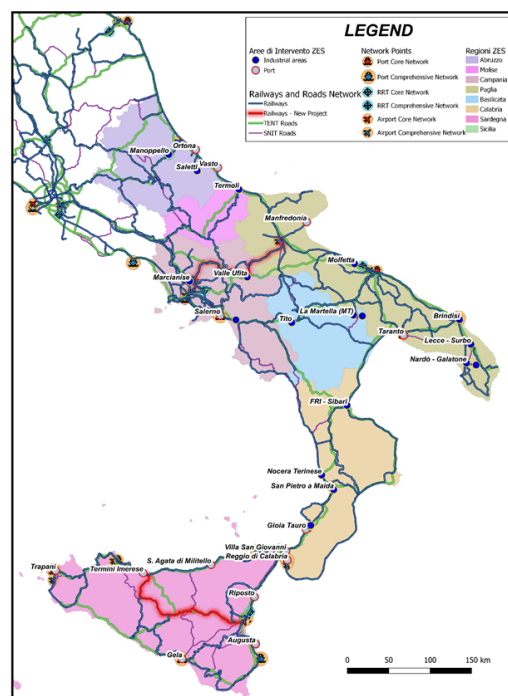 LEGEND
Aree di Intervento ZES
Industrial areas
Port
Railways and Roads Network
Railways
Railways - New Project
TENT Roads
SNIT Roads
Network Points
Port Core Network
Port Comprehensive Network
RRT Core Network
RRT Comprehensive Network
Airport Core Network
Airport Comprehensive Network
Regioni ZES
Abruzzo
Molise
Campania
Puglia
Basilicata
Calabria
Sardegna
Sicilia
Ortona
Manoppello
Vasto
Saletti
Termoli
Manfredonia
Molfetta
Valle Ufita
Marcianise
Salerno
La Martella (MT)
Tito
Brindisi
Taranto
Lecce - Surbo
Nardò - Galatone
FRI - Sibari
Nocera Terinese
San Pietro a Maida
Gioia Tauro
Villa San Giovanni
Reggio di Calabria
S. Agata di Militello
Trapani
Termini Imerese
Riposto
Augusta
Gela
0 50 100 150 km